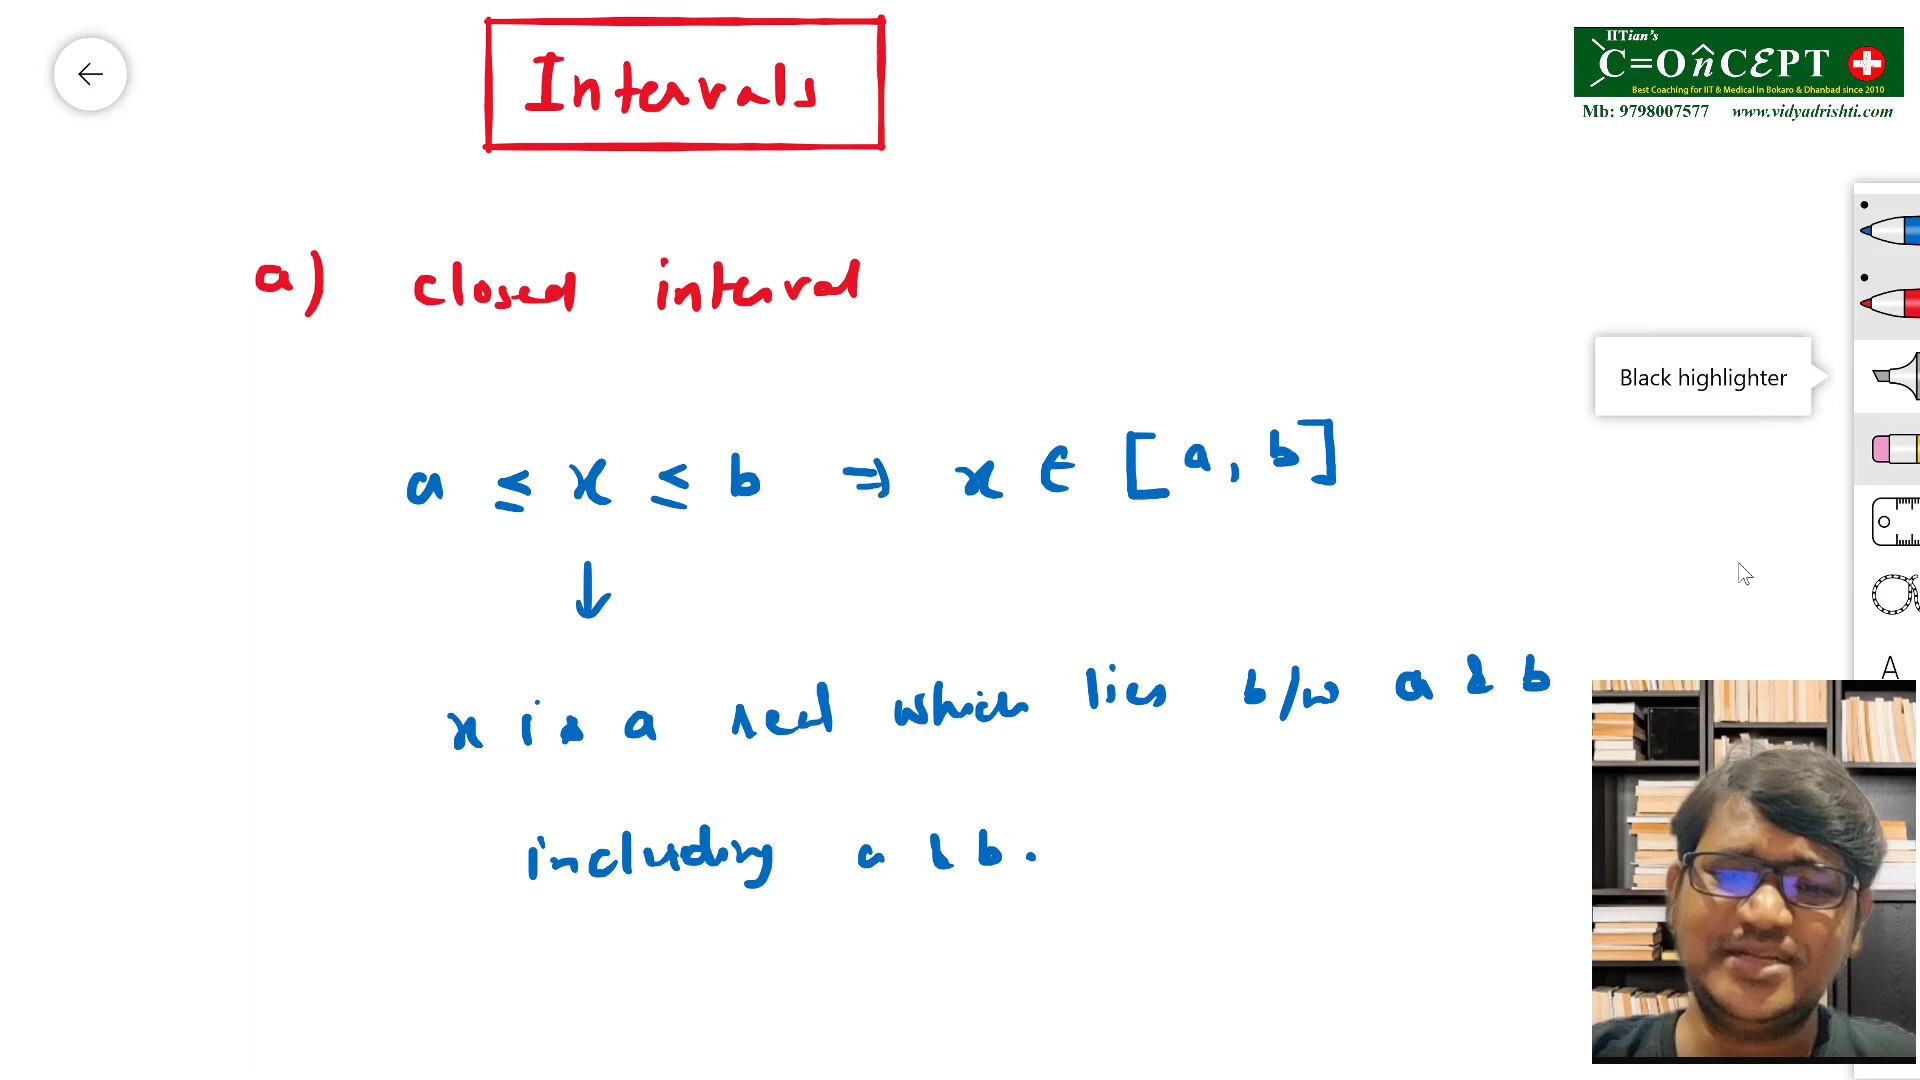 Intervals
IITian's
C=OnCEPT
Best Coaching for IIT & Medical in Bokaro & Dhanbad since 2010
Mb: 9798007577 www.vidyadrishti.com
a) closed interval
Black highlighter
a ≤ x ≤ b ⇒ x ∈ [a, b]
↓
x is a real which lies b/w a & b
including a & b.
A